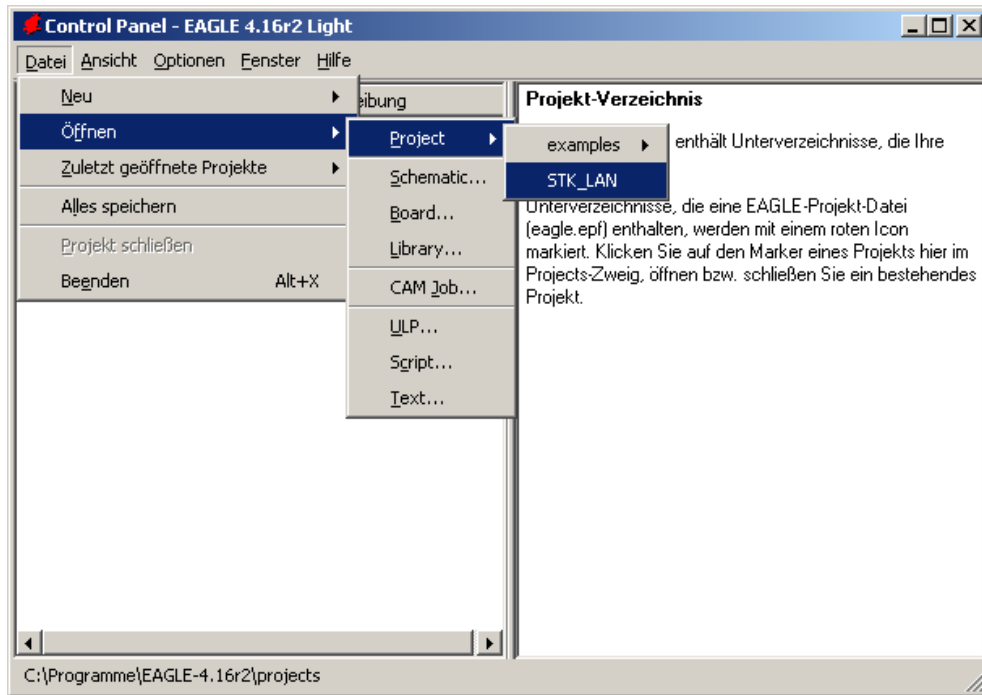 Control Panel - EAGLE 4.16r2 Light
Datei Ansicht Optionen Fenster Hilfe
Neu
Öffnen
Zuletzt geöffnete Projekte
Alles speichern
Projekt schließen
Beenden Alt+X
eibung
Project
Schematic...
Board...
Library...
CAM Job...
ULP...
Script...
Text...
examples
STK_LAN
Projekt-Verzeichnis
enthält Unterverzeichnisse, die Ihre
Unterverzeichnisse, die eine EAGLE-Projekt-Datei
(eagle.epf) enthalten, werden mit einem roten Icon
markiert. Klicken Sie auf den Marker eines Projekts hier im
Projects-Zweig, öffnen bzw. schließen Sie ein bestehendes
Projekt.
C:\Programme\EAGLE-4.16r2\projects